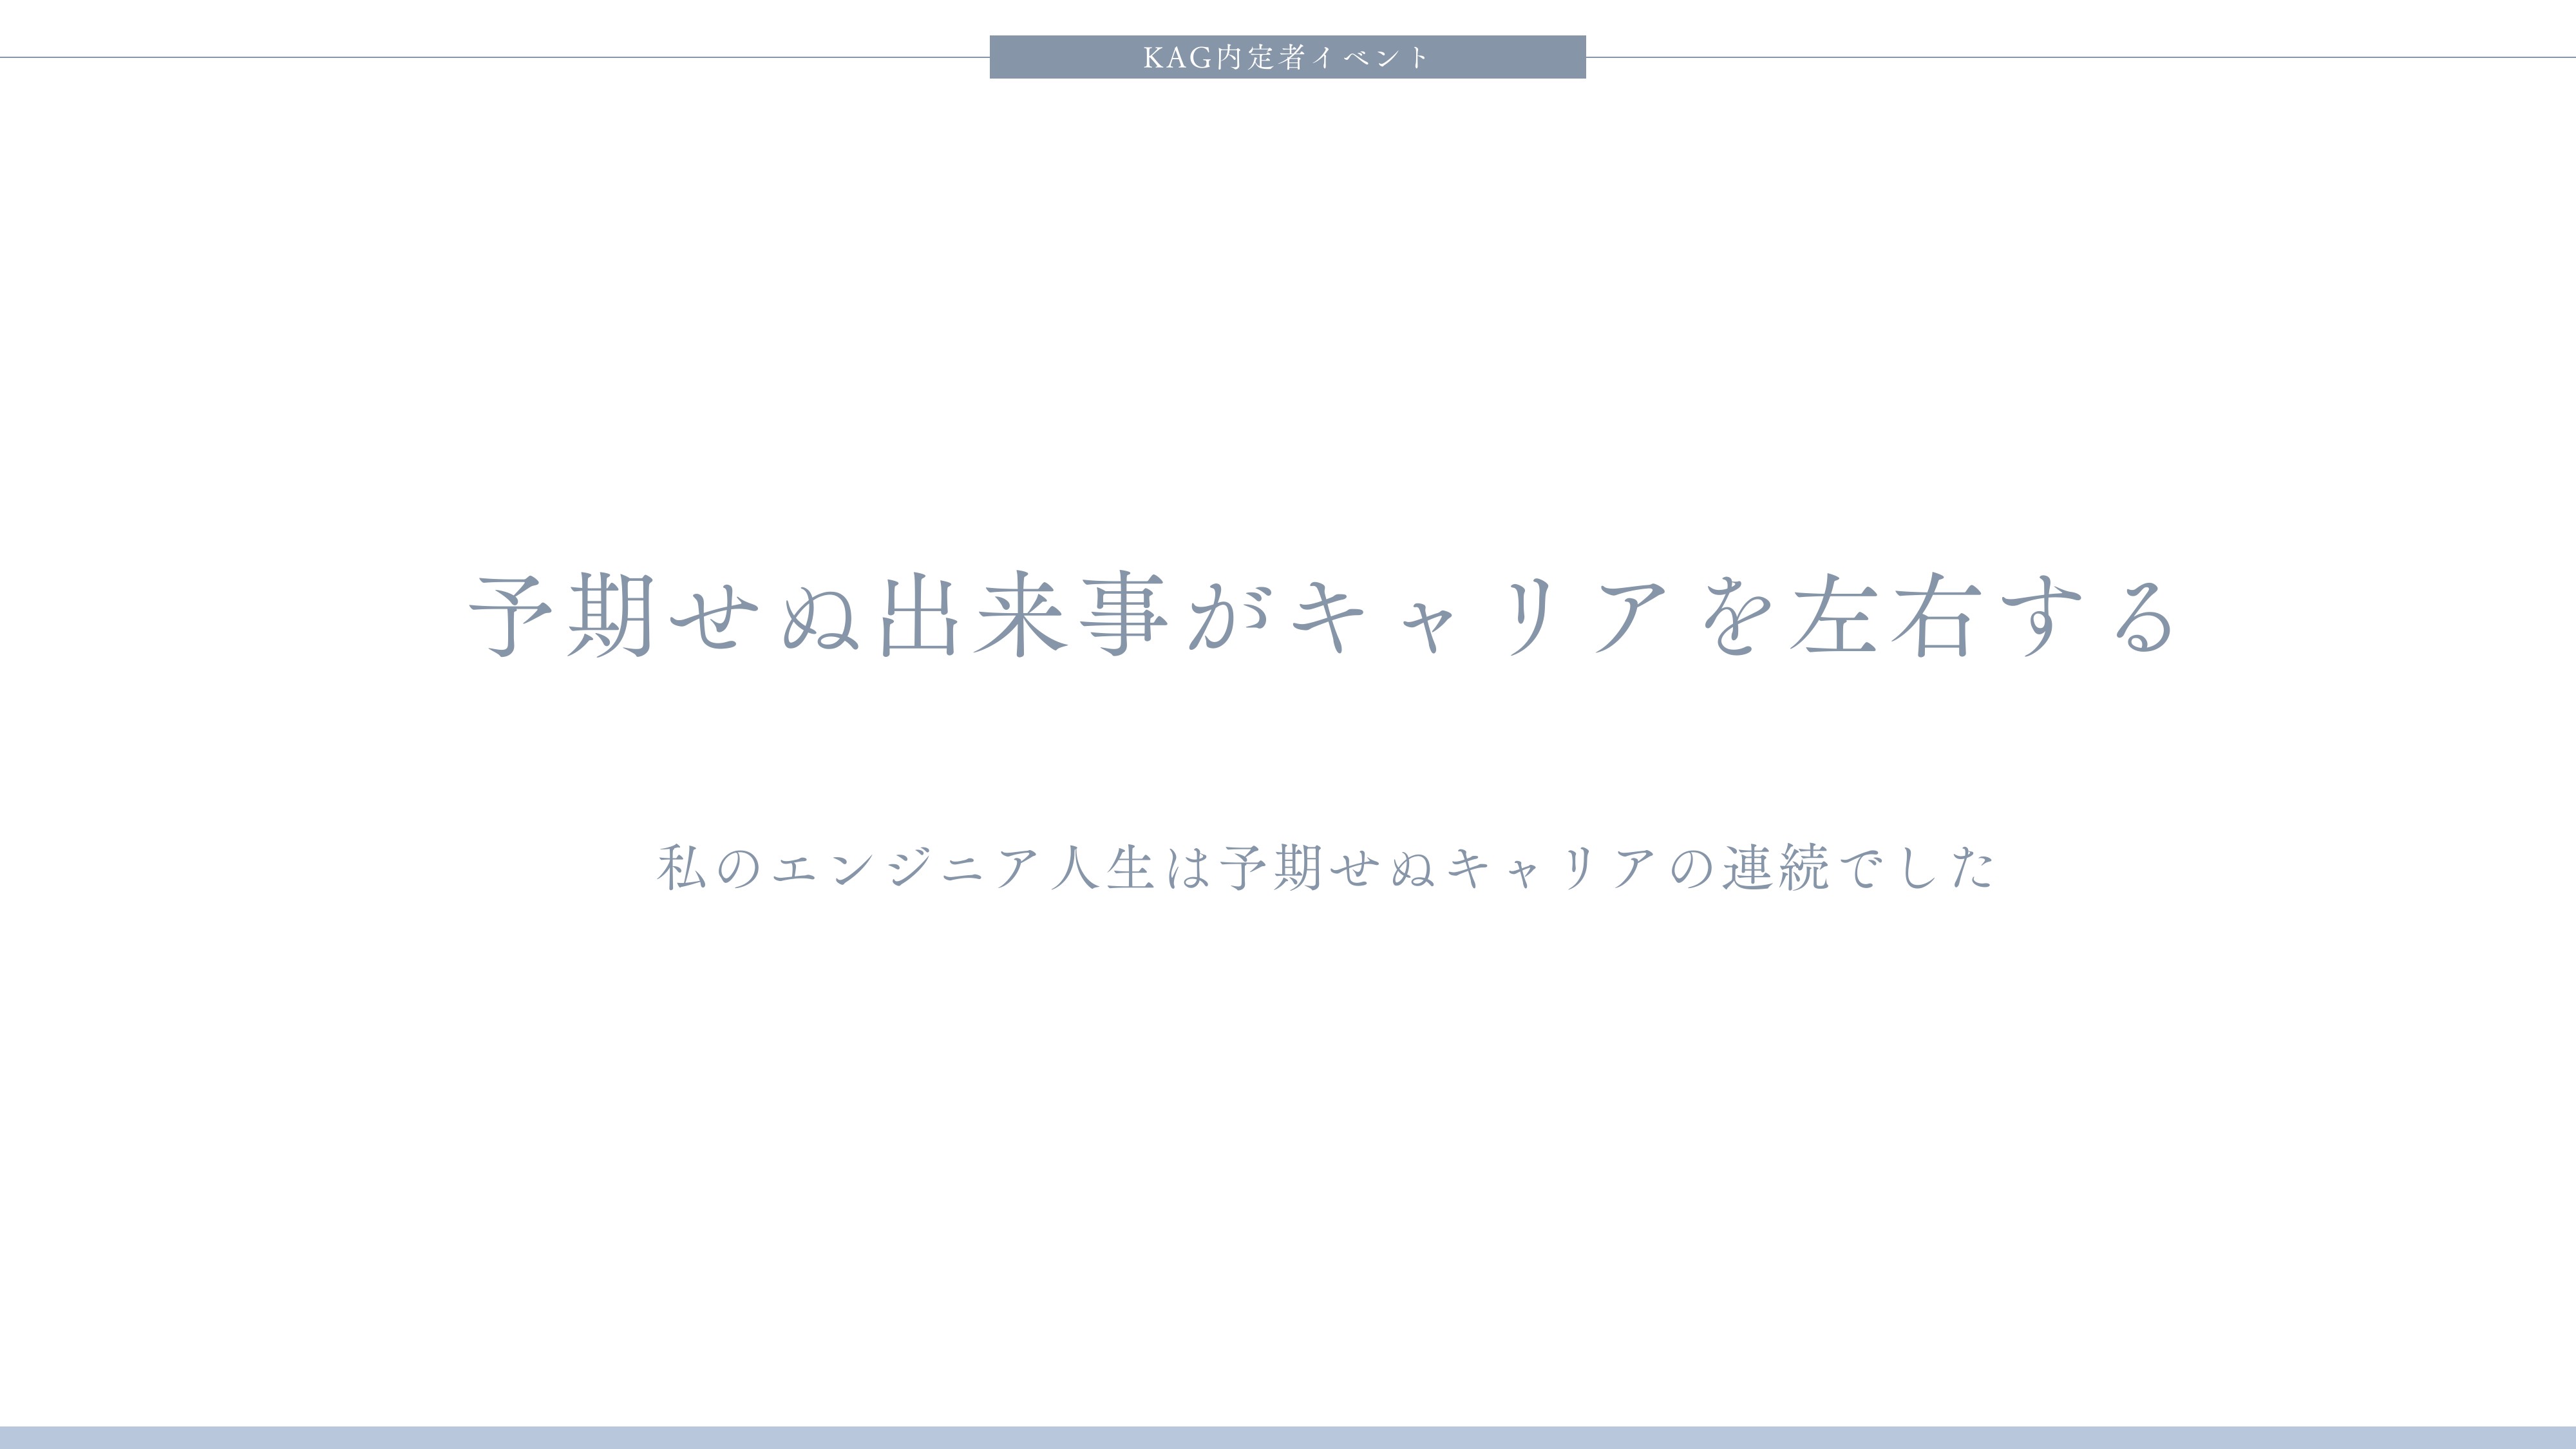 KAG内定者イベント
予期せぬ出来事がキャリアを左右する
私のエンジニア人生は予期せぬキャリアの連続でした